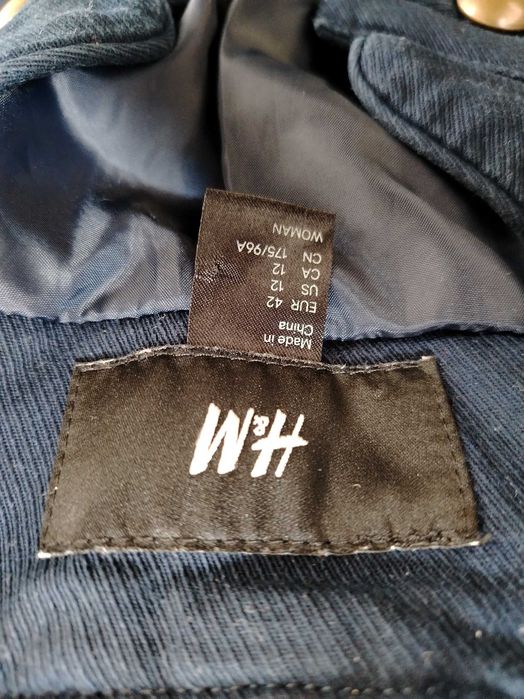 H&M
Made in
China
EUR 42
US 12
CA 12
CN 175/96A
WOMAN